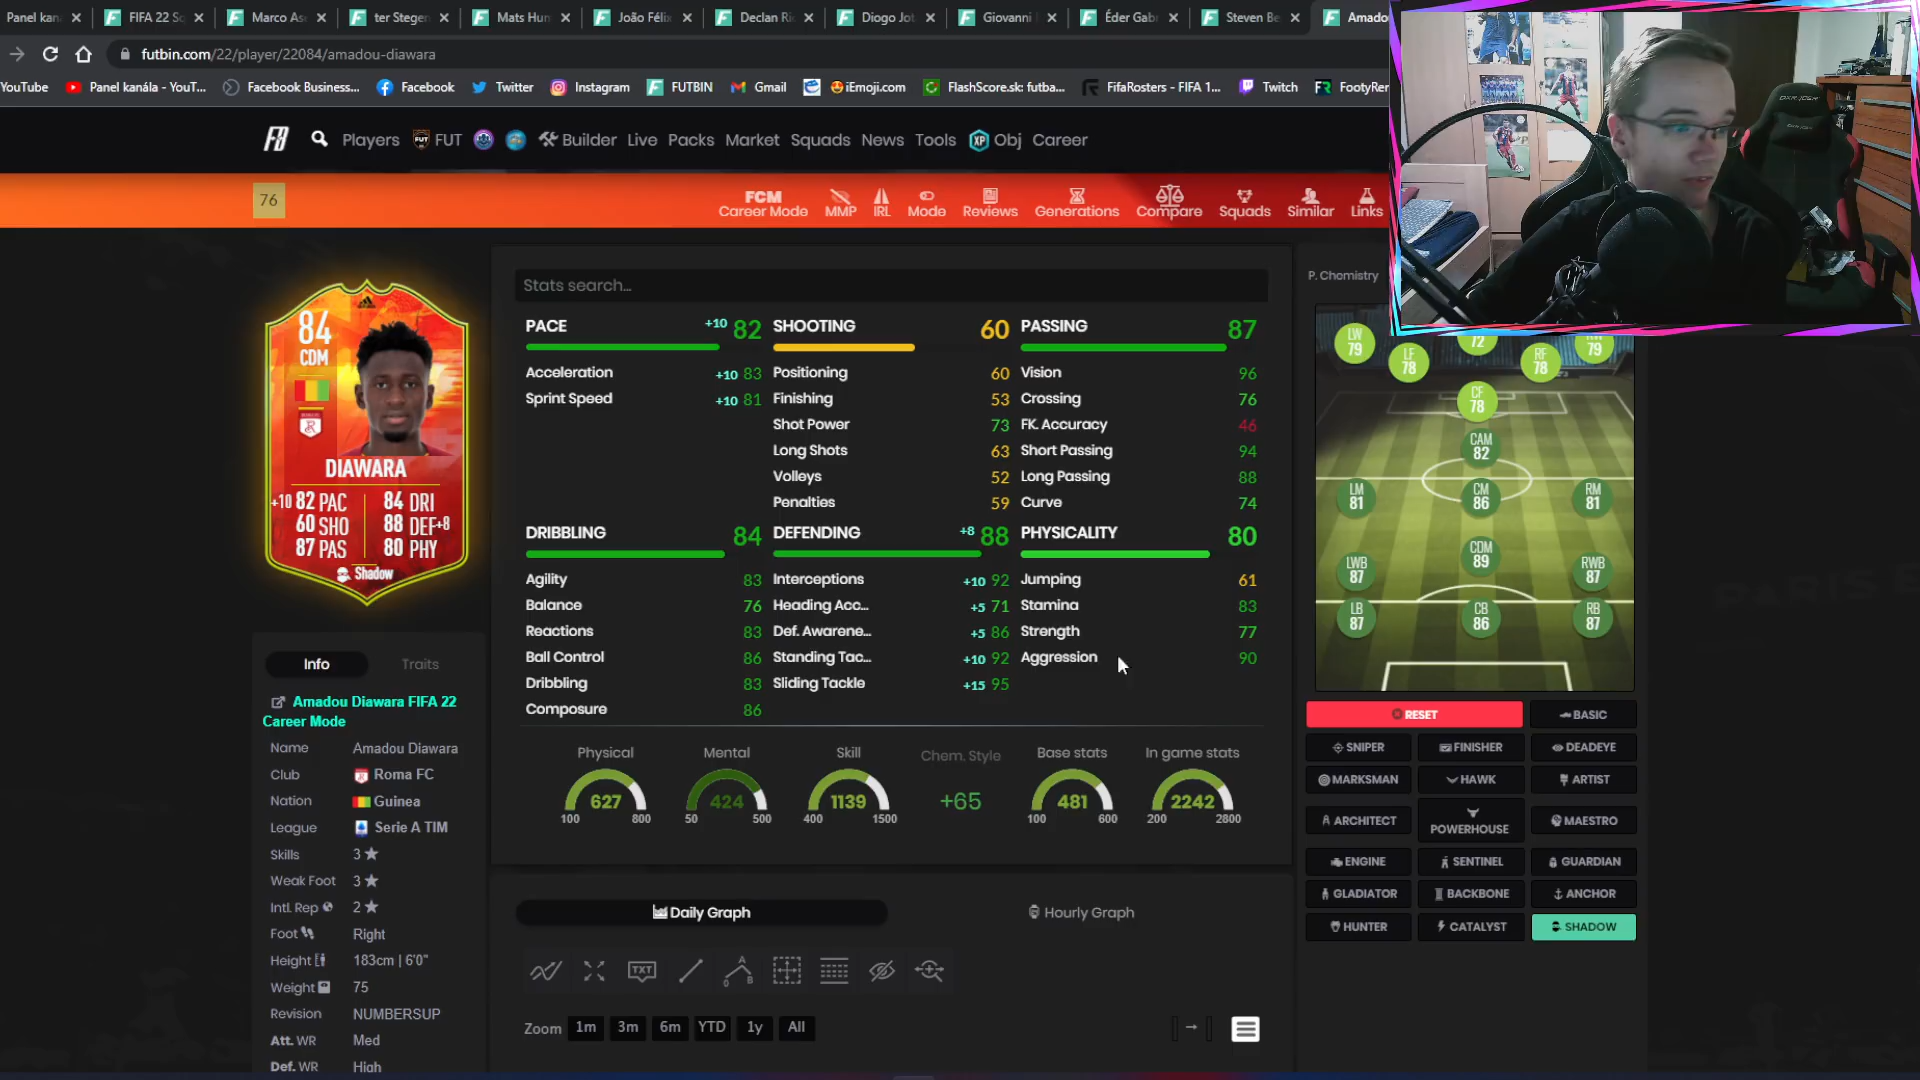 Panel kaná × FIFA 22 Sq × Marco As × ter Stegen × Mats Hum × João Félix × Declan Ri × Diogo Jot × Giovanni × Éder Gab × Steven Be × Amado
futbin.com/22/player/22084/amadou-diawara
YouTube Panel kanála - YouT... Facebook Business... Facebook Twitter Instagram FUTBIN Gmail iEmoji.com FlashScore.sk: futba... FifaRosters - FIFA 1... Twitch FootyRen
FB Players FUT Builder Live Packs Market Squads News Tools XP Obj Career
76 FCM Career Mode MMP IRL Mode Reviews Generations Compare Squads Similar Links
84
CDM
DIAWARA
+10 82 PAC 84 DRI
60 SHO 88 DEF+8
87 PAS 80 PHY
Shadow
Info Traits
Amadou Diawara FIFA 22
Career Mode
Name Amadou Diawara
Club Roma FC
Nation Guinea
League Serie A TIM
Skills 3
Weak Foot 3
Intl. Rep 2
Foot Right
Height 183cm | 6'0"
Weight 75
Revision NUMBERSUP
Att. WR Med
Def. WR High
Stats search...
PACE +10 82 SHOOTING 60 PASSING 87
Acceleration +10 83 Positioning 60 Vision 96
Sprint Speed +10 81 Finishing 53 Crossing 76
Shot Power 73 FK. Accuracy 46
Long Shots 63 Short Passing 94
Volleys 52 Long Passing 88
Penalties 59 Curve 74
DRIBBLING 84 DEFENDING +8 88 PHYSICALITY 80
Agility 83 Interceptions +10 92 Jumping 61
Balance 76 Heading Acc... +5 71 Stamina 83
Reactions 83 Def. Awarene... +5 86 Strength 77
Ball Control 86 Standing Tac... +10 92 Aggression 90
Dribbling 83 Sliding Tackle +15 95
Composure 86
Physical Mental Skill Chem. Style Base stats In game stats
627 424 1139 +65 481 2242
100 800 50 500 400 1500 100 600 200 2800
Daily Graph Hourly Graph
TXT A 0 B
Zoom 1m 3m 6m YTD 1y All →
P. Chemistry
LW 79 72 79
LF 78 RF 78
CF 78
CAM 82
LM 81 CM 86 RM 81
CDM 89
LWB 87 RWB 87
LB 87 CB 86 RB 87
RESET BASIC
SNIPER FINISHER DEADEYE
MARKSMAN HAWK ARTIST
ARCHITECT POWERHOUSE MAESTRO
ENGINE SENTINEL GUARDIAN
GLADIATOR BACKBONE ANCHOR
HUNTER CATALYST SHADOW